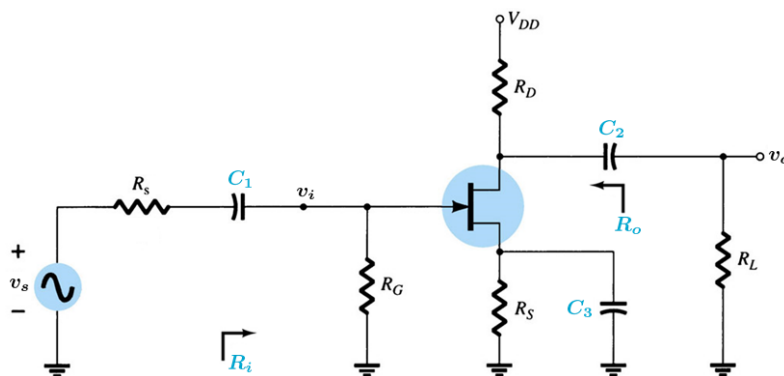 V_DD
R_D
C_2
R_s
C_1
v_i
v_o
R_o
+
v_s
−
R_G
R_S
C_3
R_L
R_i